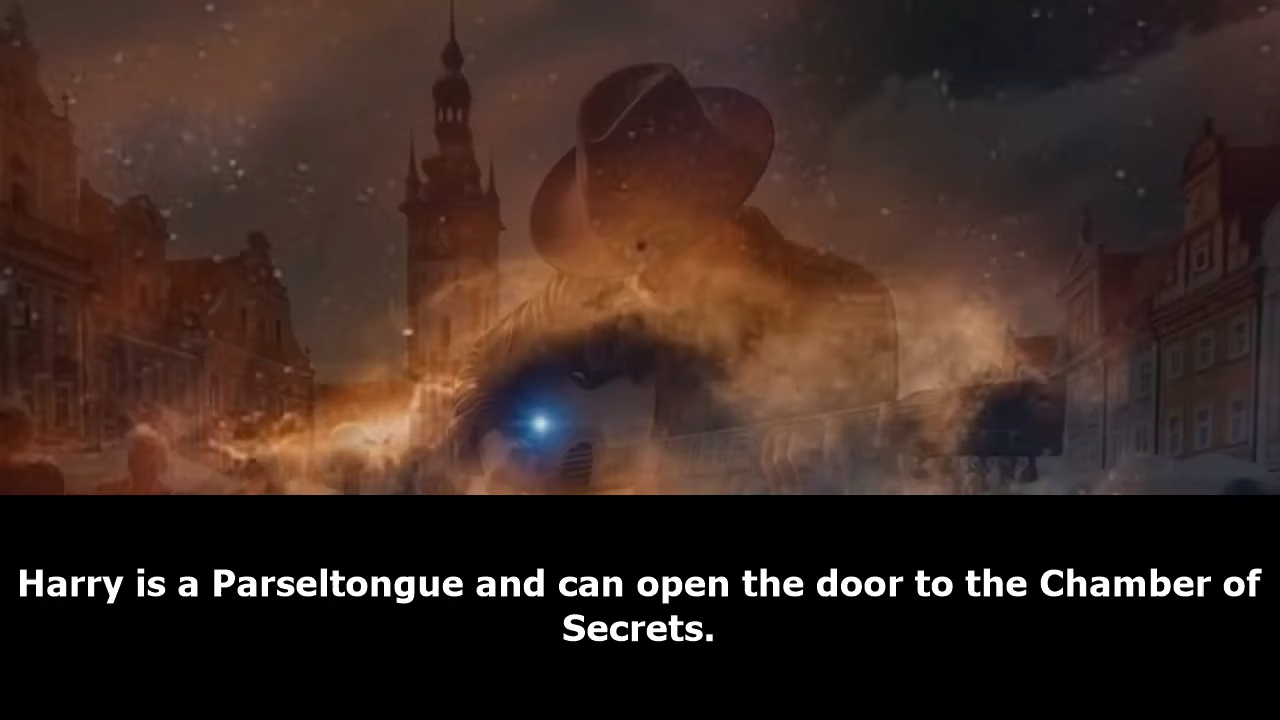 Harry is a Parseltongue and can open the door to the Chamber of
Secrets.